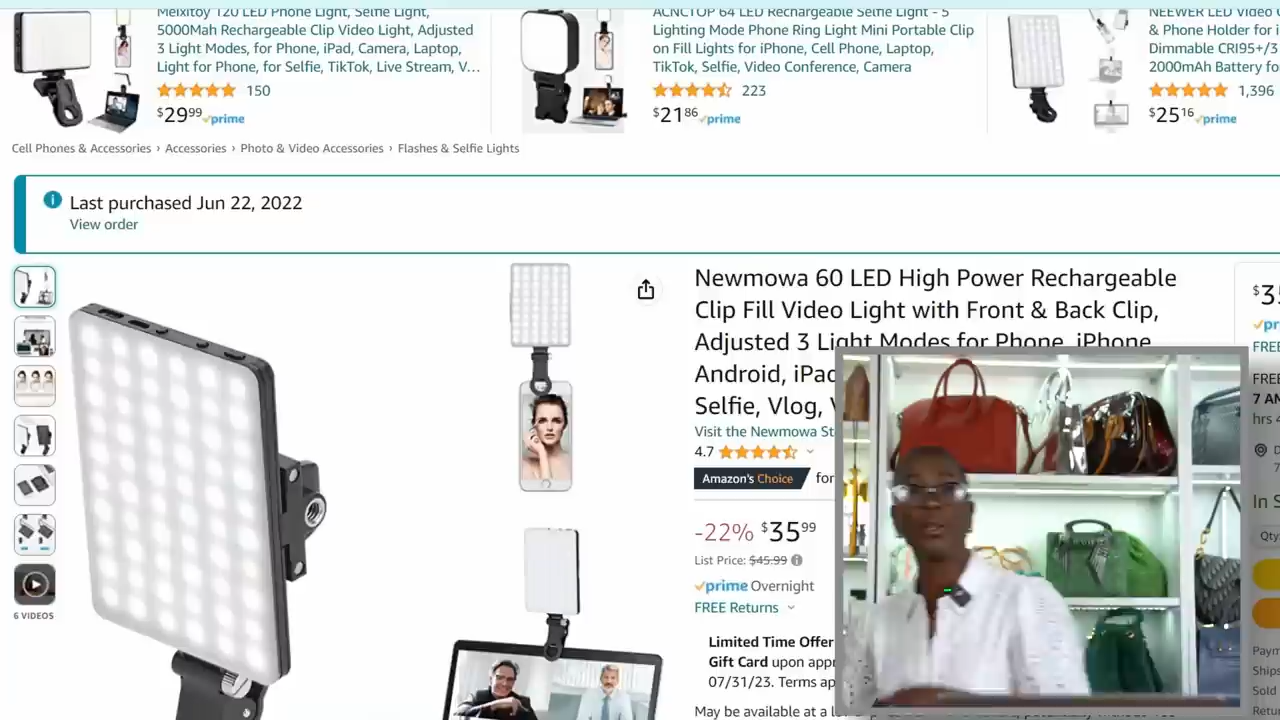 Meixitoy 120 LED Phone Light, Selfie Light,
5000Mah Rechargeable Clip Video Light, Adjusted
3 Light Modes, for Phone, iPad, Camera, Laptop,
Light for Phone, for Selfie, TikTok, Live Stream, V...
150
$29.99 prime
ACNCTOP 64 LED Rechargeable Selfie Light - 5
Lighting Mode Phone Ring Light Mini Portable Clip
on Fill Lights for iPhone, Cell Phone, Laptop,
TikTok, Selfie, Video Conference, Camera
223
$21.86 prime
NEEWER LED Video
& Phone Holder for i
Dimmable CRI95+/3
2000mAh Battery fo
1,396
$25.16 prime
Cell Phones & Accessories › Accessories › Photo & Video Accessories › Flashes & Selfie Lights
Last purchased Jun 22, 2022
View order
6 VIDEOS
Newmowa 60 LED High Power Rechargeable
Clip Fill Video Light with Front & Back Clip,
Adjusted 3 Light Modes for Phone, iPhone,
Android, iPad
Selfie, Vlog,
Visit the Newmowa St
4.7
Amazon's Choice for
-22% $35.99
List Price: $45.99
prime Overnight
FREE Returns
Limited Time Offer
Gift Card upon appr
07/31/23. Terms ap
May be available at a
$35
pr
FREE
FREE
7 AM
hrs 4
In S
Qty
Paym
Ships
Sold
Retur